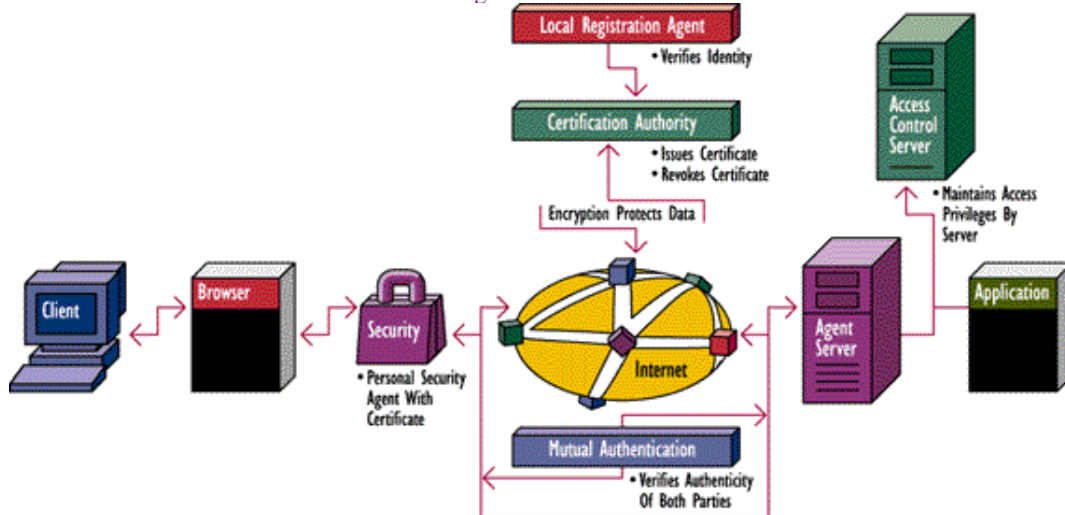 Local Registration Agent
• Verifies Identity
Certification Authority
• Issues Certificate
• Revokes Certificate
Encryption Protects Data
Access
Control
Server
• Maintains Access
Privileges By
Server
Client
Browser
Security
• Personal Security
Agent With
Certificate
Internet
Agent
Server
Application
Mutual Authentication
• Verifies Authenticity
Of Both Parties